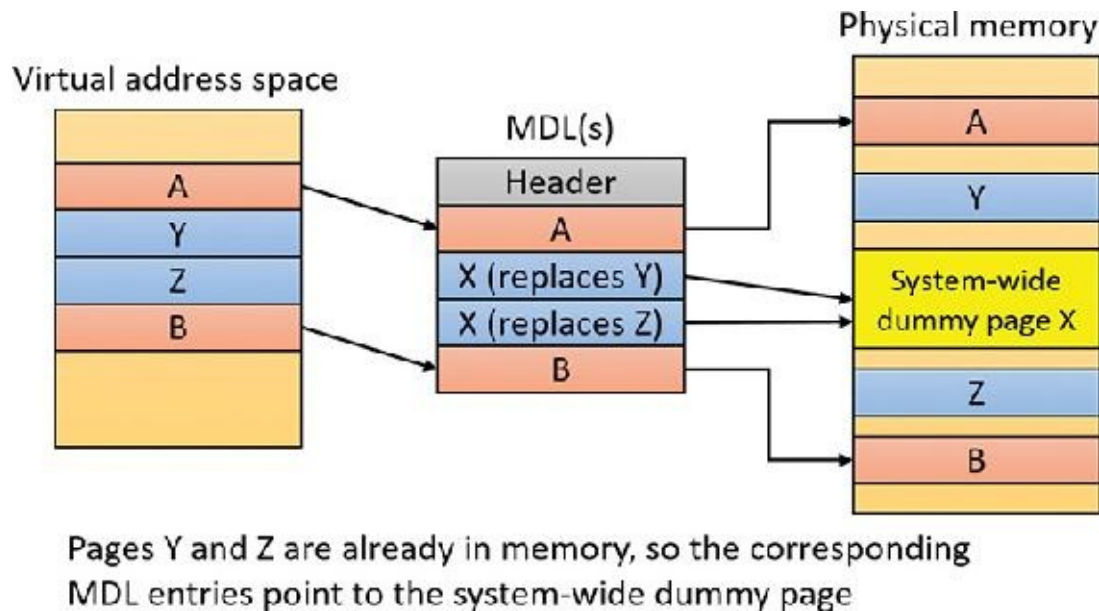 Virtual address space
A
Y
Z
B
MDL(s)
Header
A
X (replaces Y)
X (replaces Z)
B
Physical memory
A
Y
System-wide
dummy page X
Z
B
Pages Y and Z are already in memory, so the corresponding
MDL entries point to the system-wide dummy page